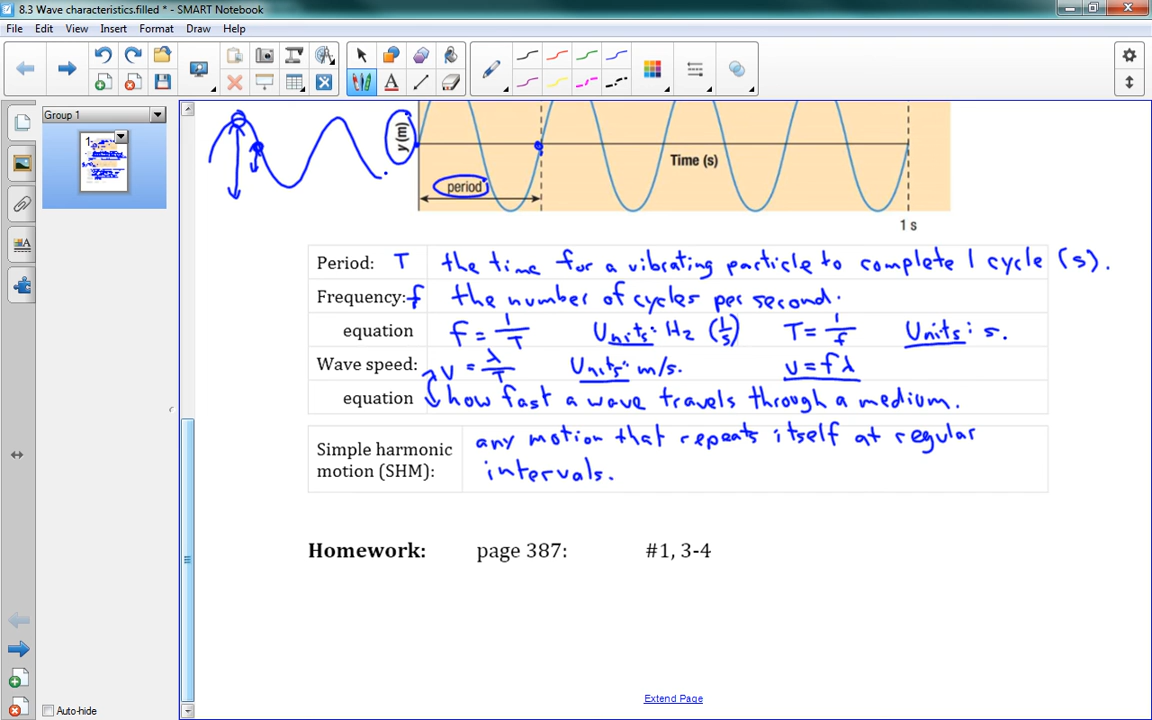 8.3 Wave characteristics.filled * - SMART Notebook
File Edit View Insert Format Draw Help
Group 1
1
y (m)
Time (s)
period
1 s
Period: T the time for a vibrating particle to complete 1 cycle (s).
Frequency: f the number of cycles per second.
equation f = 1/T Units: Hz (1/s) T = 1/f Units: s.
Wave speed: v = λ/T Units: m/s. v = fλ
equation how fast a wave travels through a medium.
Simple harmonic any motion that repeats itself at regular
motion (SHM): intervals.
Homework: page 387: #1, 3-4
Extend Page
Auto-hide